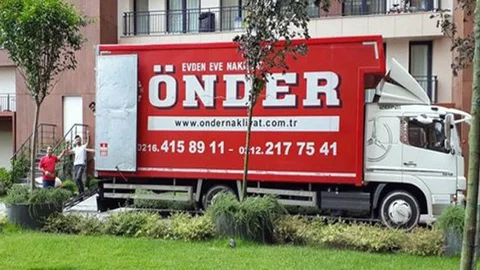 EVDEN EVE NAK
ÖNDER
www.ondernakliyat.com.tr
0216. 415 89 11 - 0212. 217 75 41